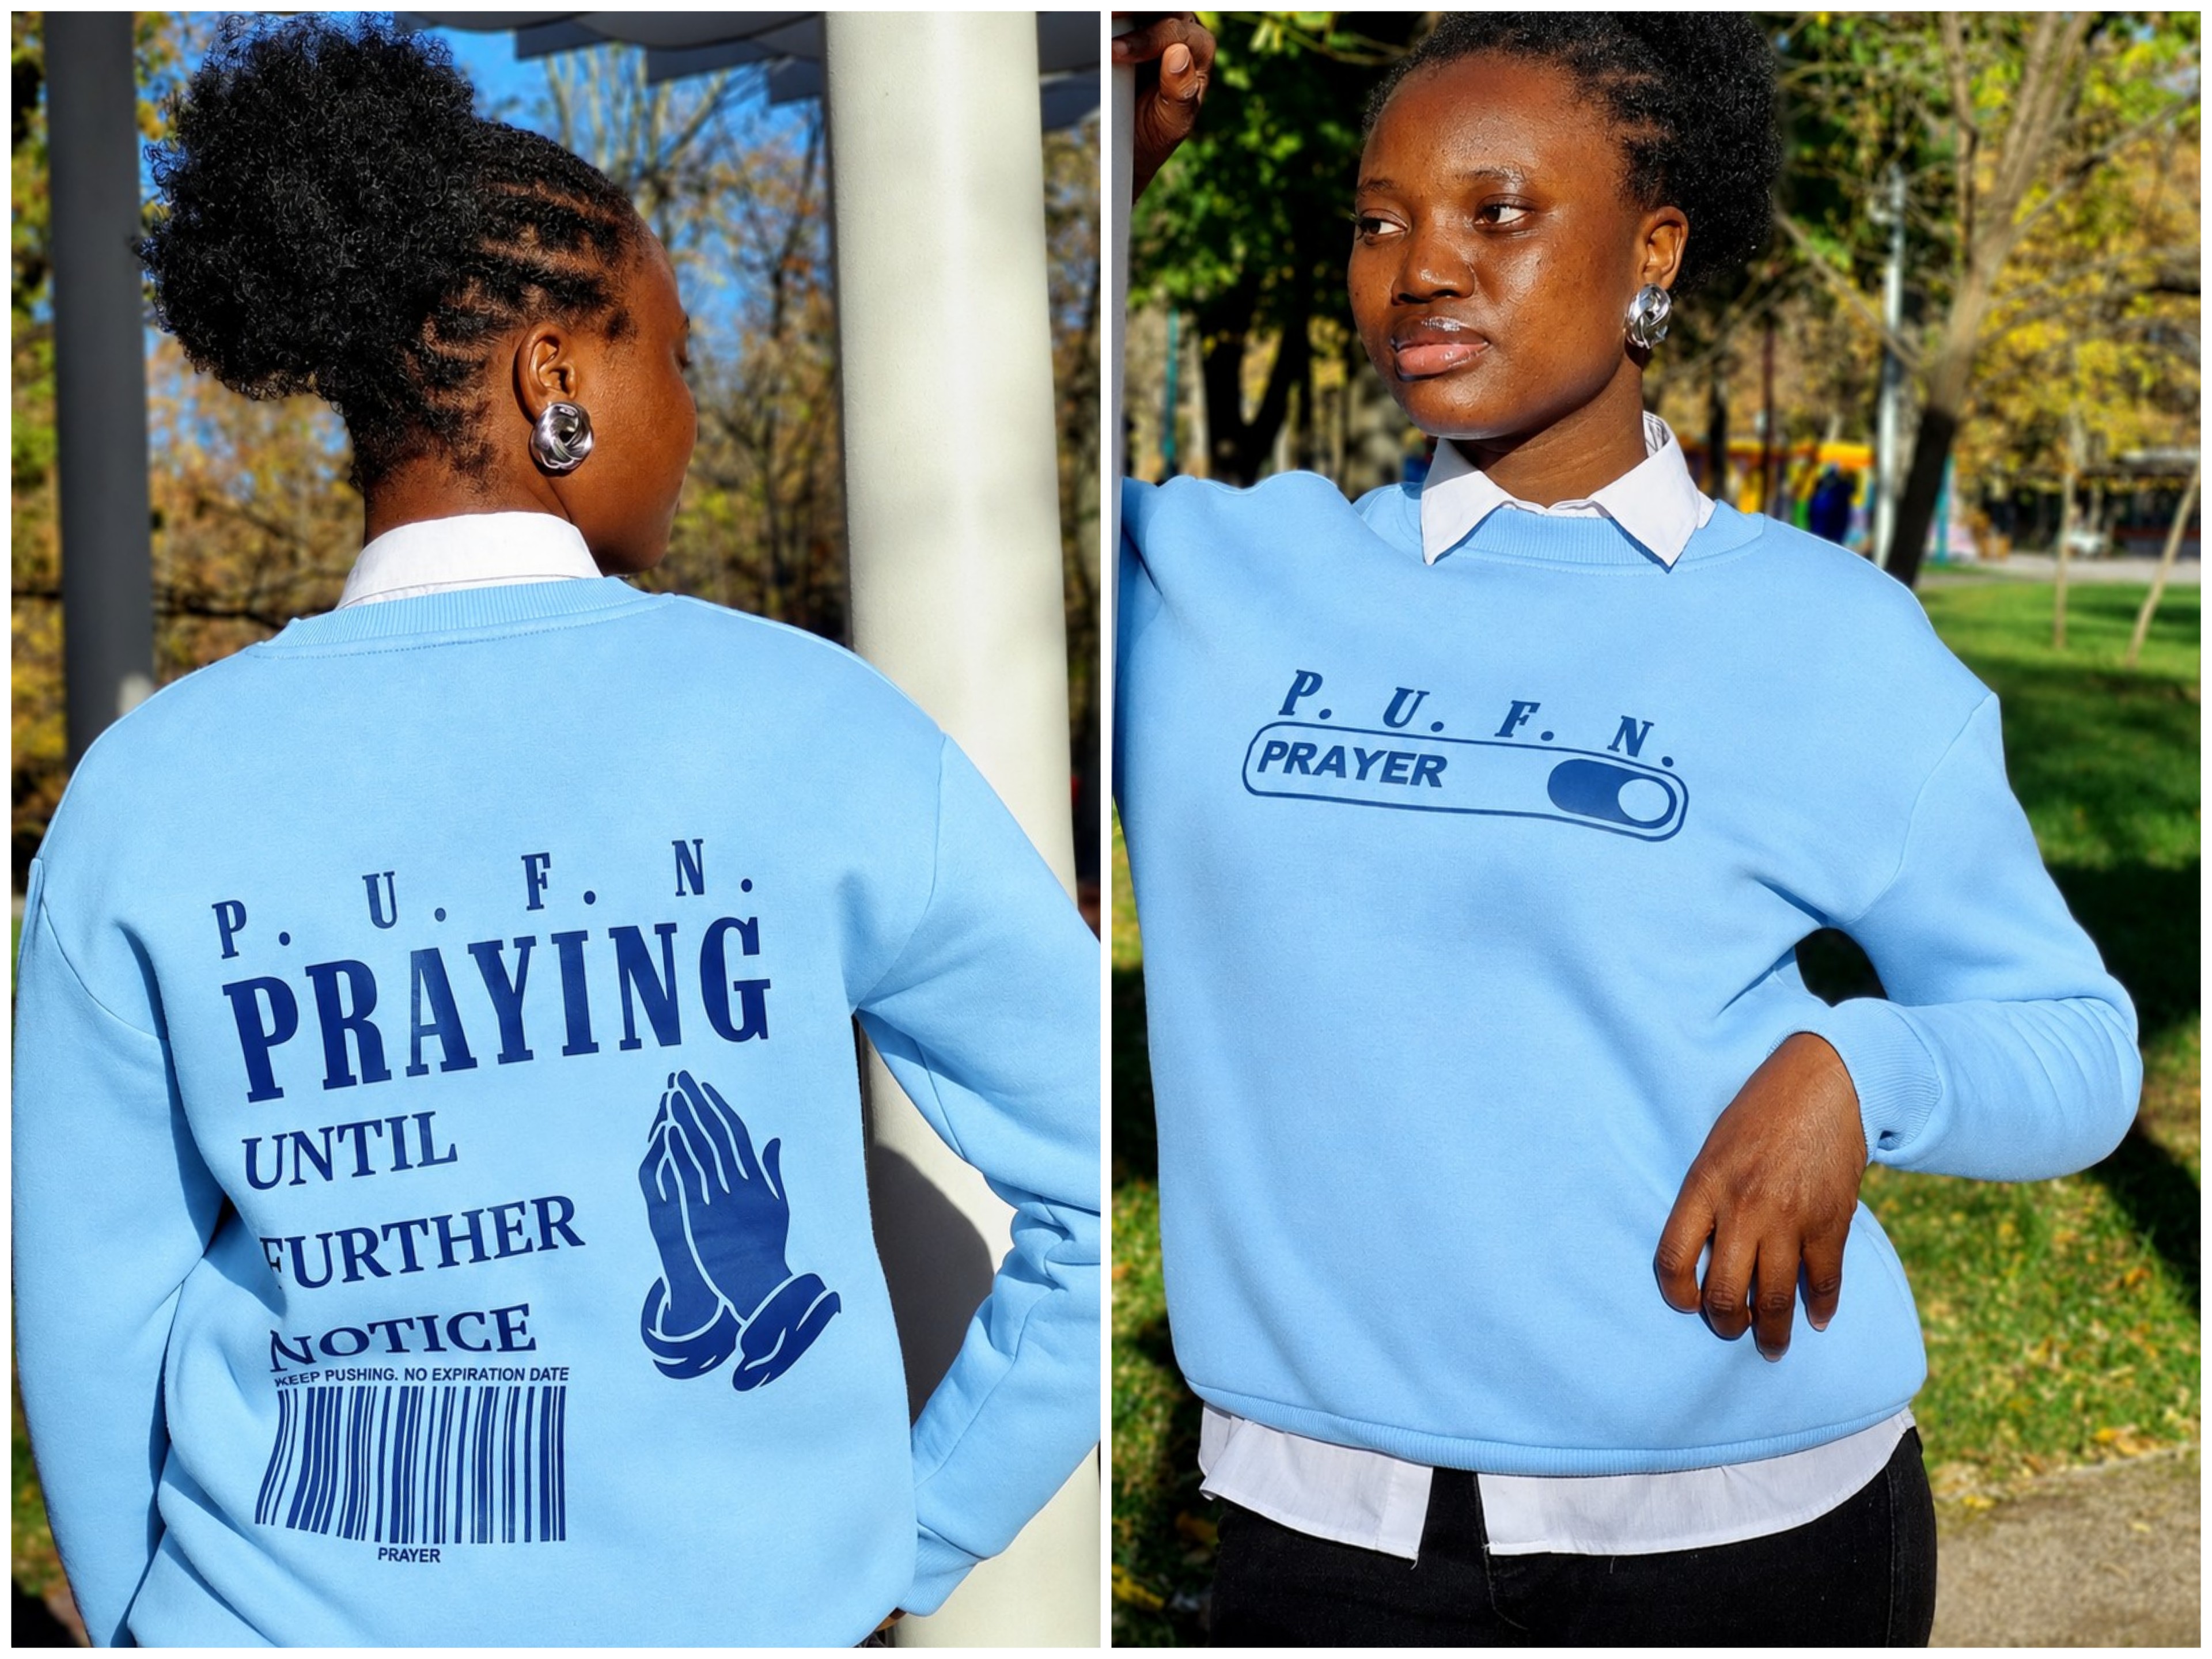 P. U. F. N.
PRAYING
UNTIL
FURTHER
NOTICE
KEEP PUSHING. NO EXPIRATION DATE
PRAYER
P. U. F. N.
PRAYER